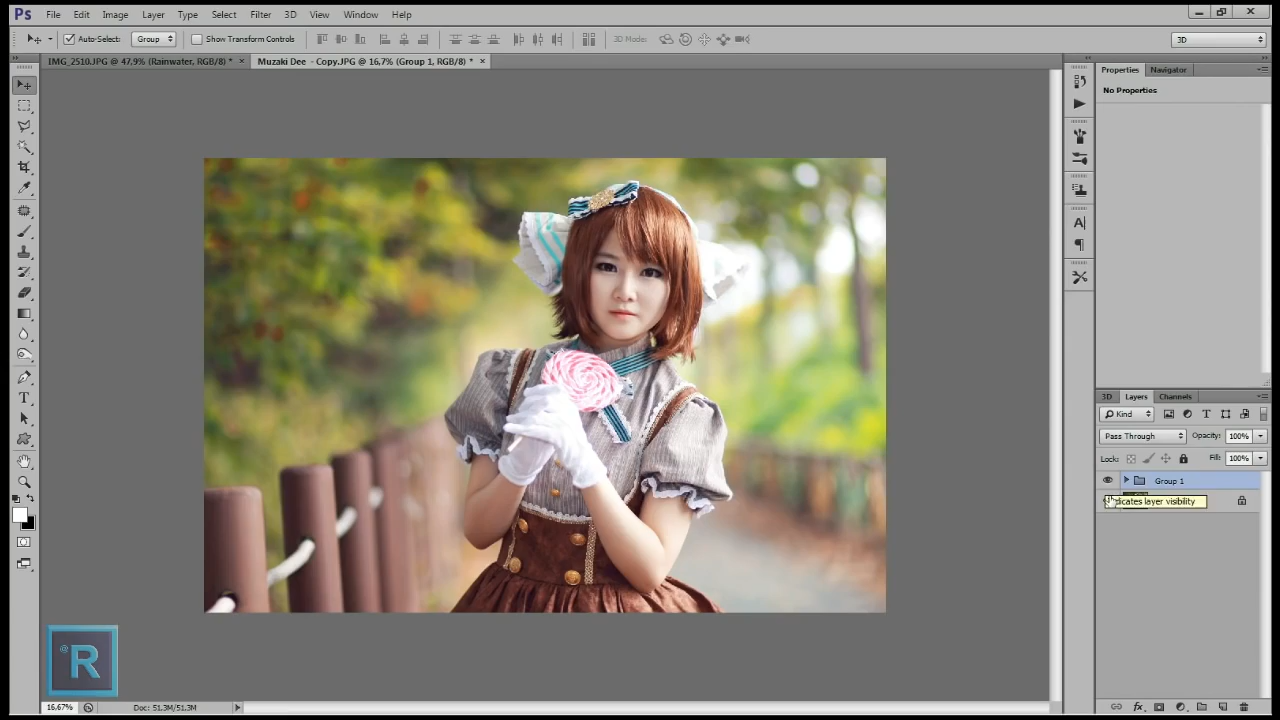 Ps File Edit Image Layer Type Select Filter 3D View Window Help
Auto-Select: Group Show Transform Controls 3D Mode: 3D
IMG_2510.JPG @ 47,9% (Rainwater, RGB/8) * Muzaki Dee - Copy.JPG @ 16,7% (Group 1, RGB/8) *
Properties Navigator
No Properties
A
T
3D Layers Channels
Kind
Pass Through Opacity: 100%
Lock: Fill: 100%
Group 1
dicates layer visibility
@R
16.67% Doc: 51.3M/51.3M
fx